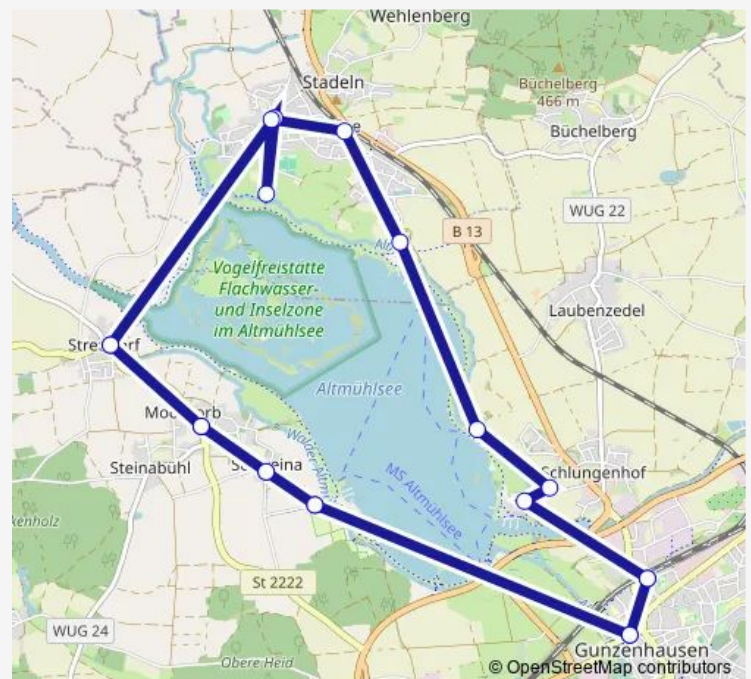 Wehlenberg
Stadeln
Büchelberg
466 m
Büchelberg
WUG 22
B 13
Vogelfreistätte
Flachwasser-
und Inselzone
im Altmühlsee
Laubenzedel
Altmühlsee
Steinabühl
MS Altmühlsee
Schlungenhof
St 2222
WUG 24
Obere Heid
Gunzenhausen
© OpenStreetMap contributors